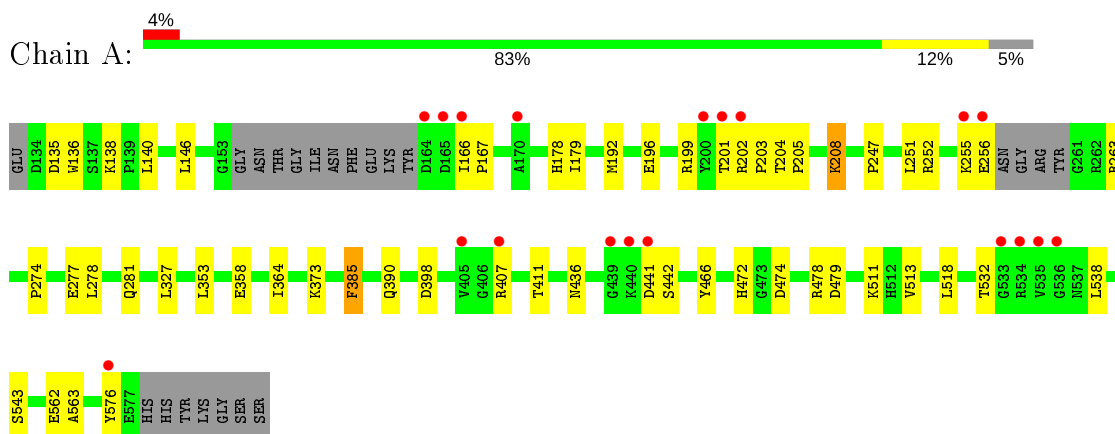 4%
Chain A:
83% 12% 5%
GLU D134 D135 W136 S137 K138 P139 L140 L146 G153 GLY ASN THR GLY ILE ASN PHE GLU LYS TYR D164 D165 I166 P167 A170 H178 I179 M192 E196 R199 Y200 T201 R202 P203 T204 P205 K208 P247 L251 R252 K255 E256 ASN GLY ARG TYR G261 R262 R263
P274 E277 L278 Q281 L327 L353 E358 I364 K373 F385 Q390 D398 V405 G406 R407 T411 N436 G439 K440 D441 S442 Y466 H472 G473 D474 R478 D479 K511 H512 V513 L518 T532 G533 R534 V535 G536 N537 L538
S543 E562 A563 Y576 E577 HIS HIS TYR LYS GLY SER SER